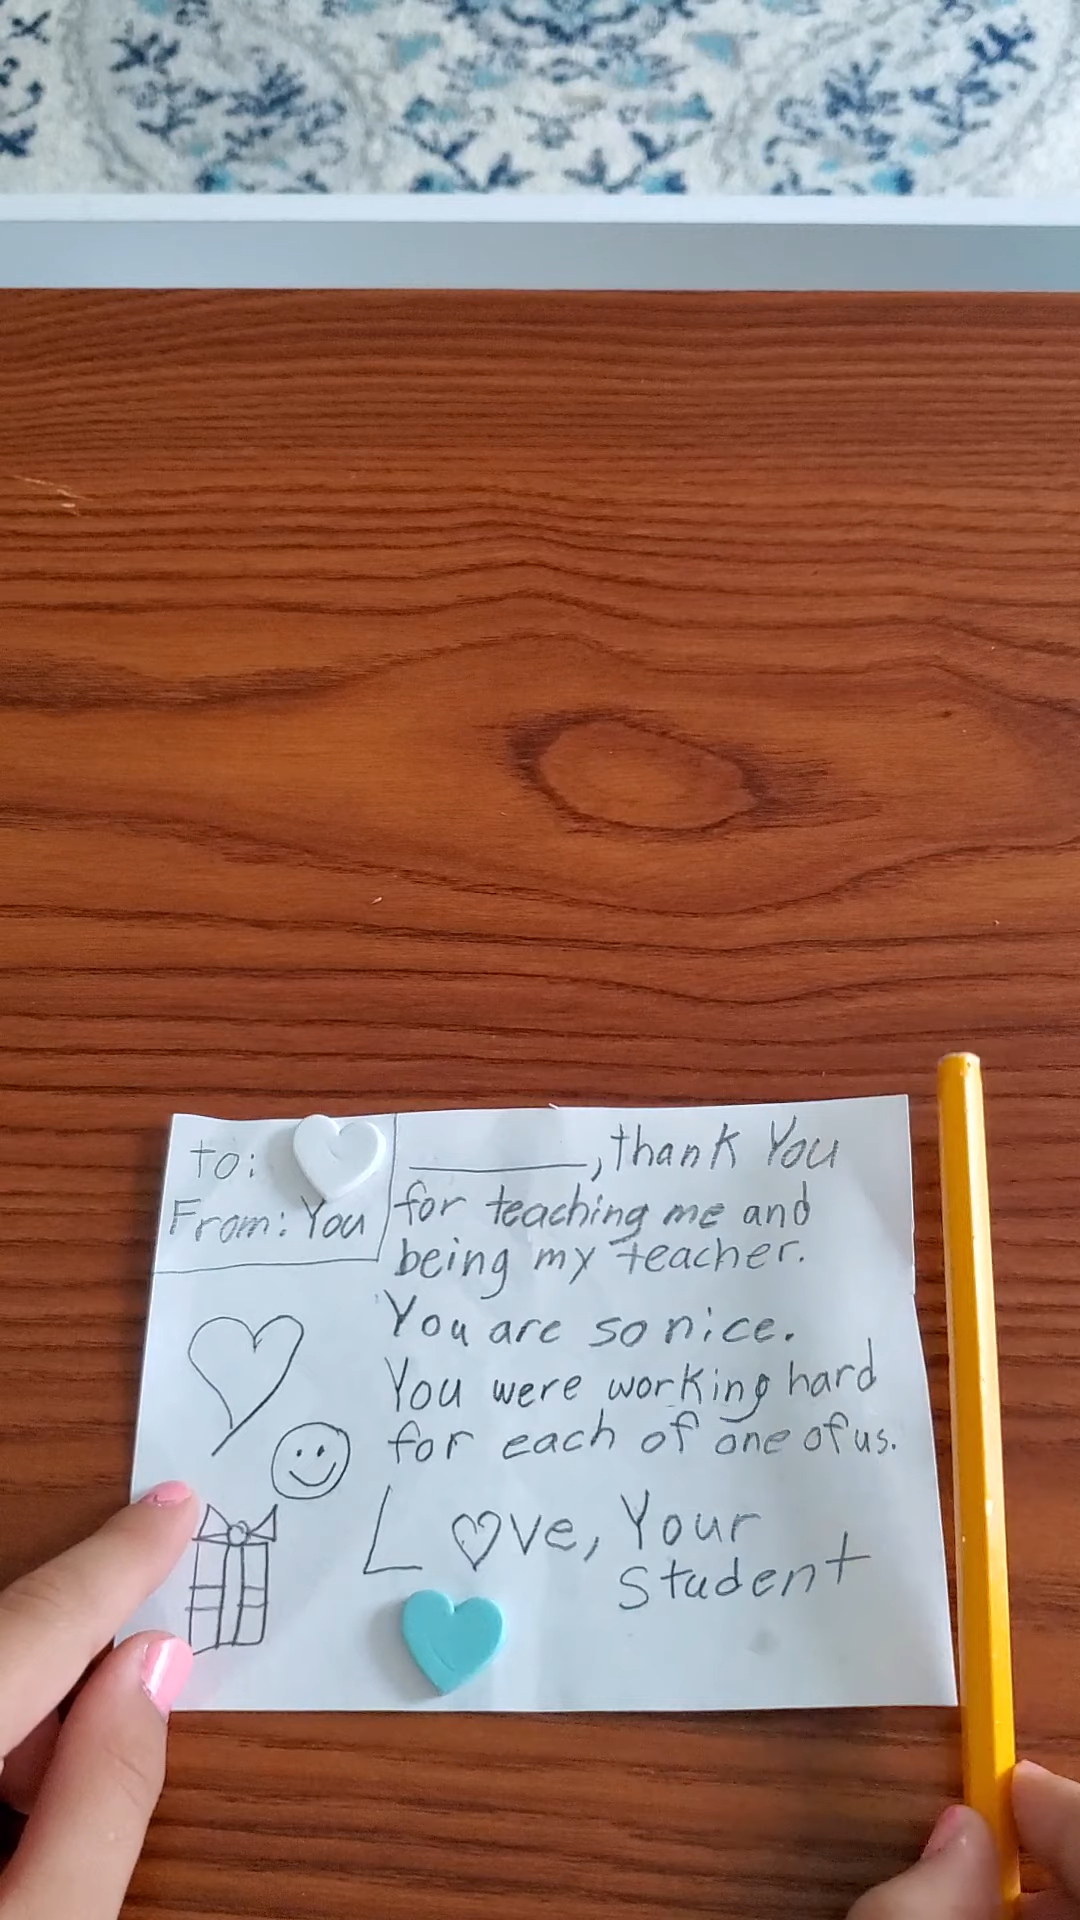 to:
From: You
______, thank You
for teaching me and
being my teacher.
You are so nice.
You were working hard
for each of one of us.
Love, Your
student